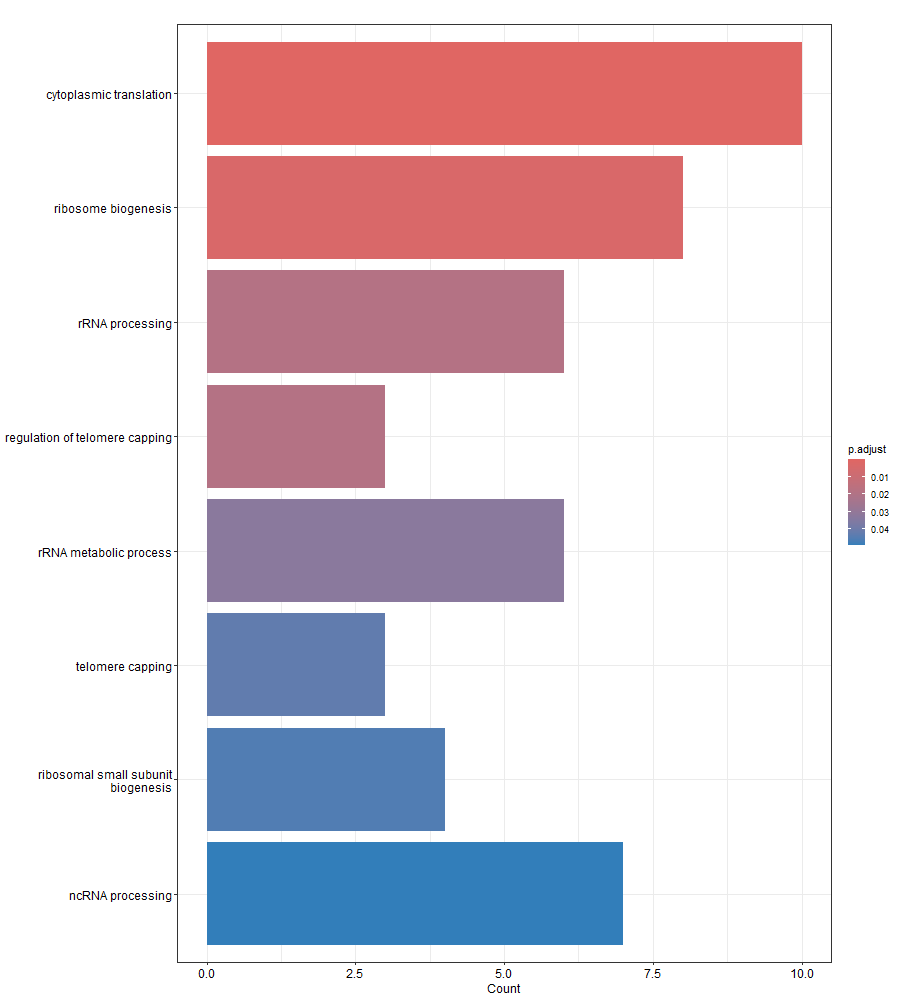 cytoplasmic translation
ribosome biogenesis
rRNA processing
regulation of telomere capping
rRNA metabolic process
telomere capping
ribosomal small subunit
biogenesis
ncRNA processing
0.0 2.5 5.0 7.5 10.0
Count
p.adjust
0.01
0.02
0.03
0.04